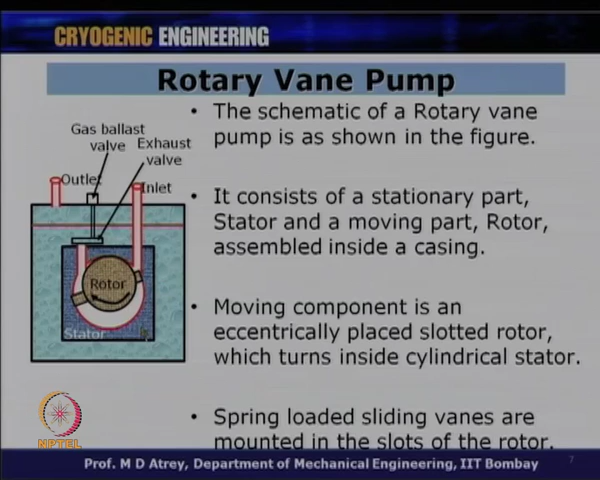 CRYOGENIC ENGINEERING
Rotary Vane Pump
Gas ballast
valve
Exhaust
valve
Outlet
Inlet
Rotor
Stator
• The schematic of a Rotary vane
pump is as shown in the figure.
• It consists of a stationary part,
Stator and a moving part, Rotor,
assembled inside a casing.
• Moving component is an
eccentrically placed slotted rotor,
which turns inside cylindrical stator.
• Spring loaded sliding vanes are
mounted in the slots of the rotor.
NPTEL
Prof. M D Atrey, Department of Mechanical Engineering, IIT Bombay
7